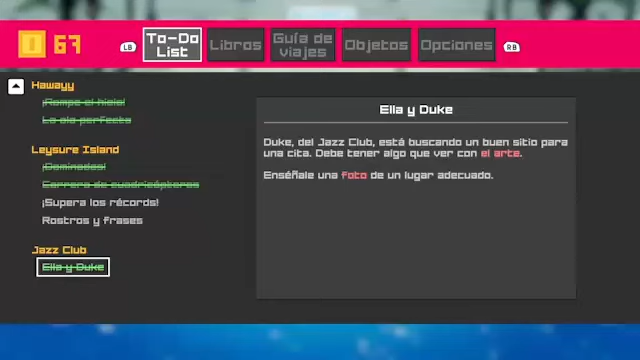 67
LB
To-Do
List
Libros
Guía de
viajes
Objetos
Opciones
RB
Hawayy
¡Rompe el hielo!
La ola perfecta
Leysure Island
¡Dominados!
Carrera de cuadricópteros
¡Supera los récords!
Rostros y frases
Jazz Club
Ella y Duke
Ella y Duke
Duke, del Jazz Club, está buscando un buen sitio para
una cita. Debe tener algo que ver con el arte.
Enséñale una foto de un lugar adecuado.